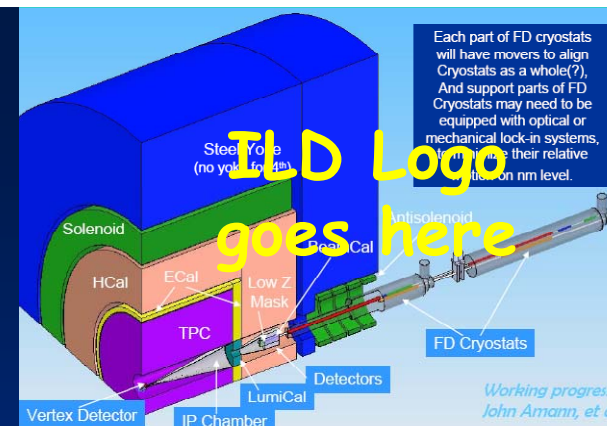 Each part of FD cryostats
will have movers to align
Cryostats as a whole(?),
And support parts of FD
Cryostats may need to be
equipped with optical or
mechanical lock-in systems,
their relative
on nm level.
Steel Yoke
(no yoke for 4th)
ILD Logo
goes here
Solenoid
Antisolenoid
BeamCal
HCal
ECal
Low Z
Mask
TPC
FD Cryostats
Detectors
LumiCal
Vertex Detector
IP Chamber
Working progres
John Amann, et